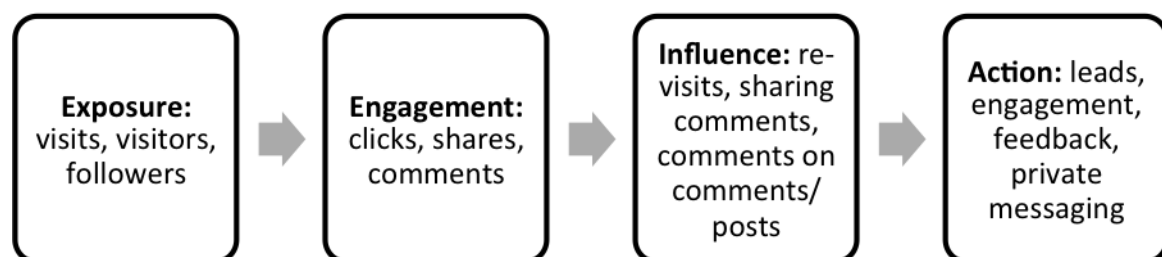 Exposure:
visits, visitors,
followers
Engagement:
clicks, shares,
comments
Influence: re-
visits, sharing
comments,
comments on
comments/
posts
Action: leads,
engagement,
feedback,
private
messaging